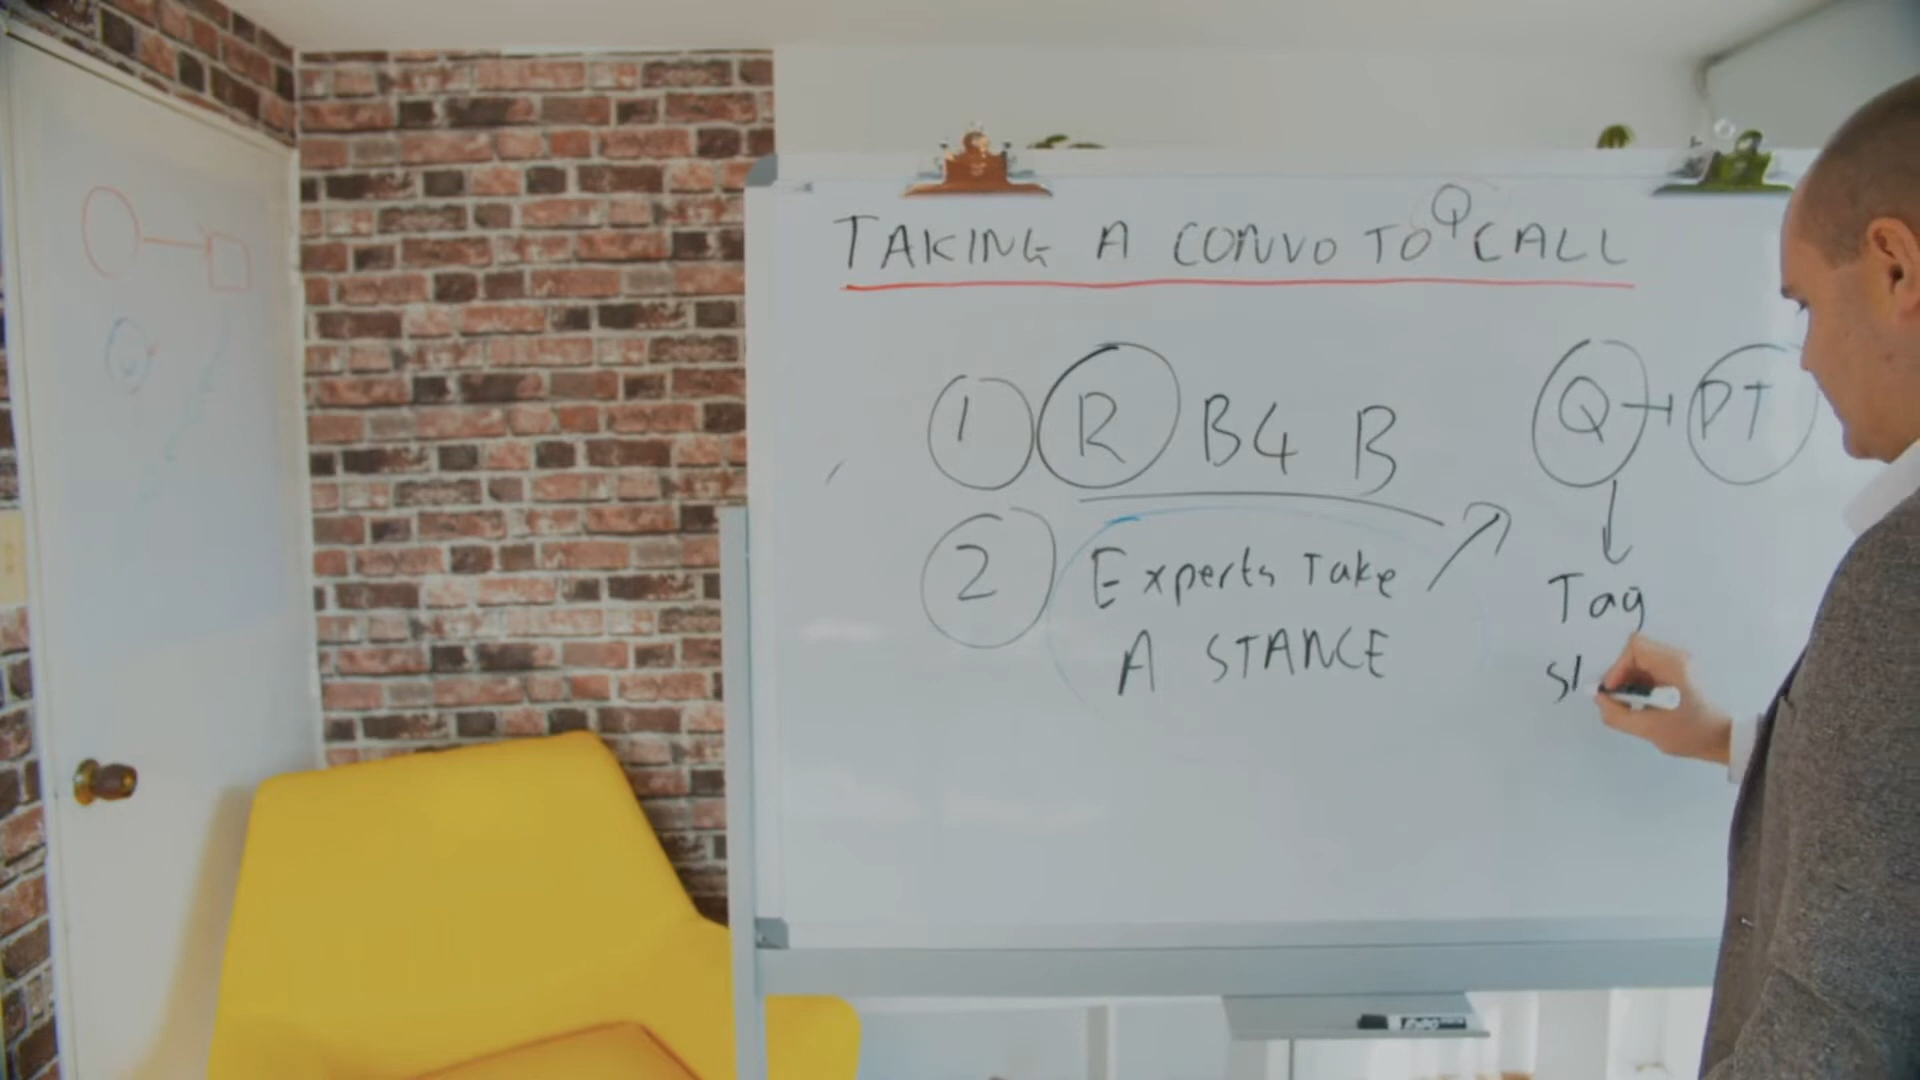 TAKING A CONVO TO Q CALL
1 R B4 B
2 Experts Take
A STANCE
Q → PT
Tag